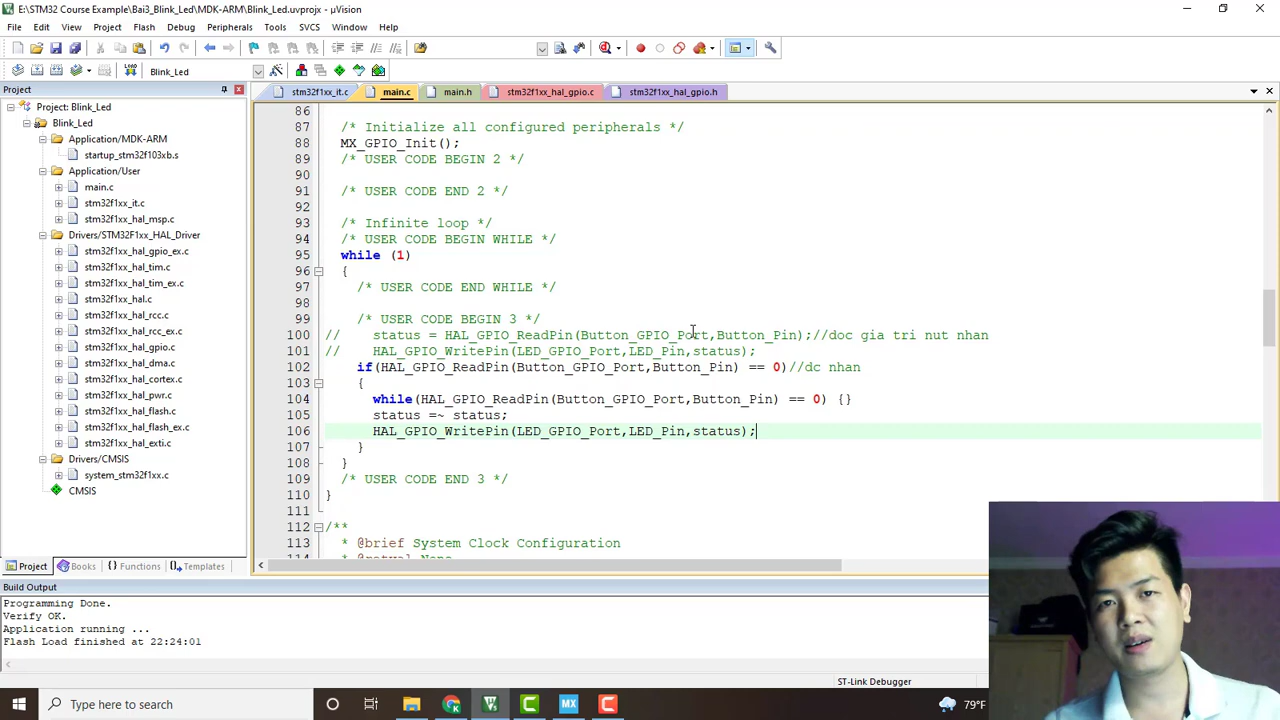 E:\STM32 Course Example\Bai3_Blink_Led\MDK-ARM\Blink_Led.uvprojx - µVision
File Edit View Project Flash Debug Peripherals Tools SVCS Window Help
Blink_Led
Project
stm32f1xx_it.c main.c main.h stm32f1xx_hal_gpio.c stm32f1xx_hal_gpio.h
Project: Blink_Led
Blink_Led
Application/MDK-ARM
startup_stm32f103xb.s
Application/User
main.c
stm32f1xx_it.c
stm32f1xx_hal_msp.c
Drivers/STM32F1xx_HAL_Driver
stm32f1xx_hal_gpio_ex.c
stm32f1xx_hal_tim.c
stm32f1xx_hal_tim_ex.c
stm32f1xx_hal.c
stm32f1xx_hal_rcc.c
stm32f1xx_hal_rcc_ex.c
stm32f1xx_hal_gpio.c
stm32f1xx_hal_dma.c
stm32f1xx_hal_cortex.c
stm32f1xx_hal_pwr.c
stm32f1xx_hal_flash.c
stm32f1xx_hal_flash_ex.c
stm32f1xx_hal_exti.c
Drivers/CMSIS
system_stm32f1xx.c
CMSIS
Project Books {} Functions Templates
86
87 /* Initialize all configured peripherals */
88 MX_GPIO_Init();
89 /* USER CODE BEGIN 2 */
90
91 /* USER CODE END 2 */
92
93 /* Infinite loop */
94 /* USER CODE BEGIN WHILE */
95 while (1)
96 {
97 /* USER CODE END WHILE */
98
99 /* USER CODE BEGIN 3 */
100 // status = HAL_GPIO_ReadPin(Button_GPIO_Port,Button_Pin);//doc gia tri nut nhan
101 // HAL_GPIO_WritePin(LED_GPIO_Port,LED_Pin,status);
102 if(HAL_GPIO_ReadPin(Button_GPIO_Port,Button_Pin) == 0)//dc nhan
103 {
104 while(HAL_GPIO_ReadPin(Button_GPIO_Port,Button_Pin) == 0) {}
105 status =~ status;
106 HAL_GPIO_WritePin(LED_GPIO_Port,LED_Pin,status);
107 }
108 }
109 /* USER CODE END 3 */
110 }
111
112 /**
113 * @brief System Clock Configuration
114 * @retval None
Build Output
Programming Done.
Verify OK.
Application running ...
Flash Load finished at 22:24:01
ST-Link Debugger
Type here to search
79°F